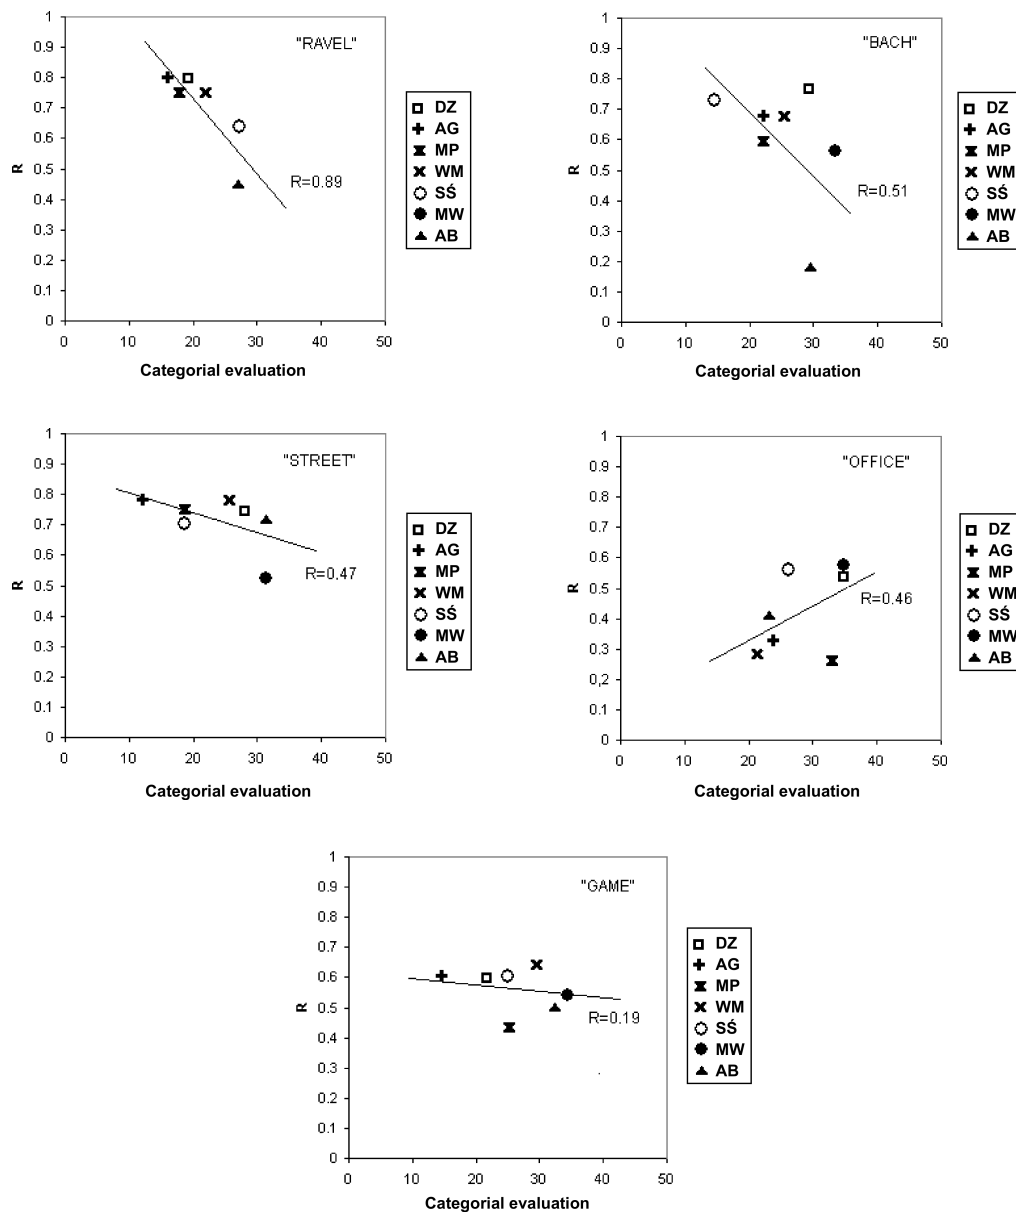 "RAVEL"
1
0.9
0.8
0.7
0.6
0.5
0.4
0.3
0.2
0.1
0
R
R=0.89
0 10 20 30 40 50
Categorial evaluation
DZ
AG
MP
WM
SŚ
MW
AB
"BACH"
1
0.9
0.8
0.7
0.6
0.5
0.4
0.3
0.2
0.1
0
R
R=0.51
0 10 20 30 40 50
Categorial evaluation
DZ
AG
MP
WM
SŚ
MW
AB
"STREET"
1
0.9
0.8
0.7
0.6
0.5
0.4
0.3
0.2
0.1
0
R
R=0.47
0 10 20 30 40 50
Categorial evaluation
DZ
AG
MP
WM
SŚ
MW
AB
"OFFICE"
1
0.9
0.8
0.7
0.6
0.5
0.4
0.3
0,2
0.1
0
R
R=0.46
0 10 20 30 40 50
Categorial evaluation
DZ
AG
MP
WM
SŚ
MW
AB
"GAME"
1
0.9
0.8
0.7
0.6
0.5
0.4
0.3
0.2
0.1
0
R
R=0.19
0 10 20 30 40 50
Categorial evaluation
DZ
AG
MP
WM
SŚ
MW
AB